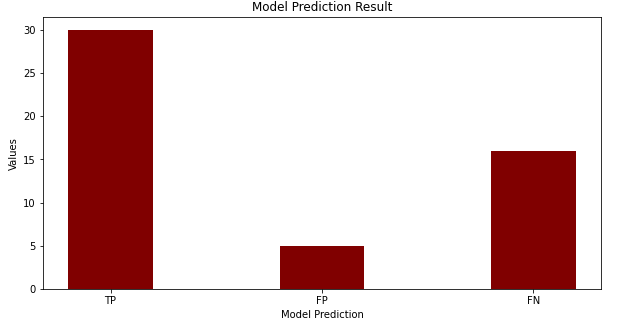 Model Prediction Result
30
25
20
15
10
5
0
Values
TP
FP
FN
Model Prediction